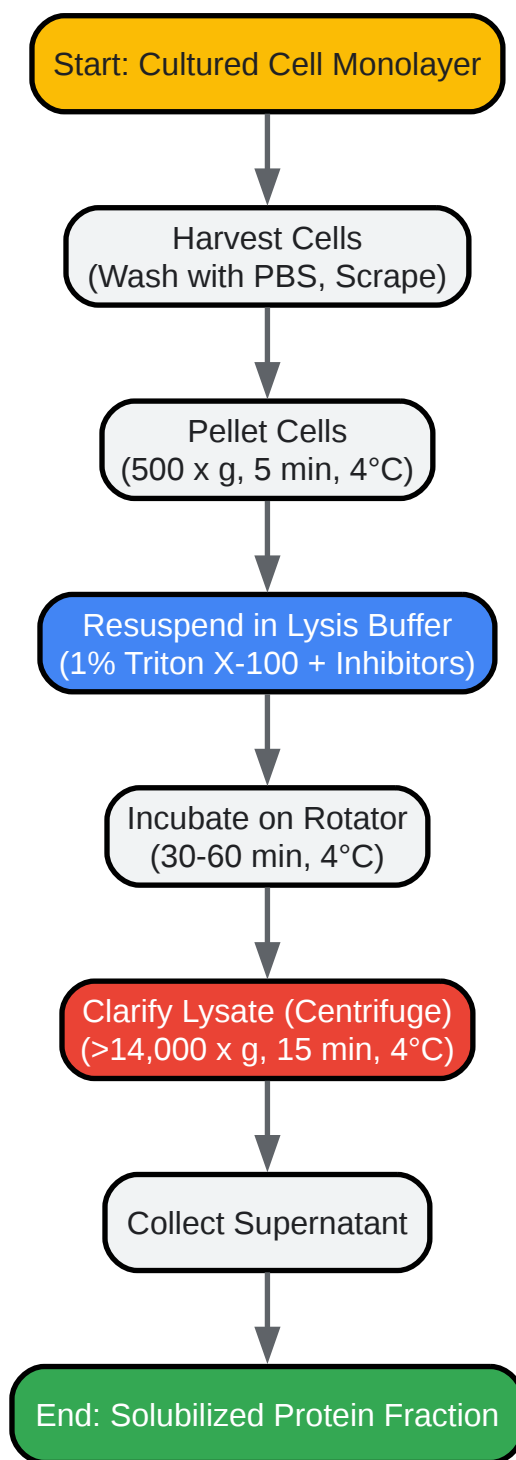 Start: Cultured Cell Monolayer
Harvest Cells
(Wash with PBS, Scrape)
Pellet Cells
(500 x g, 5 min, 4°C)
Resuspend in Lysis Buffer
(1% Triton X-100 + Inhibitors)
Incubate on Rotator
(30-60 min, 4°C)
Clarify Lysate (Centrifuge)
(>14,000 x g, 15 min, 4°C)
Collect Supernatant
End: Solubilized Protein Fraction